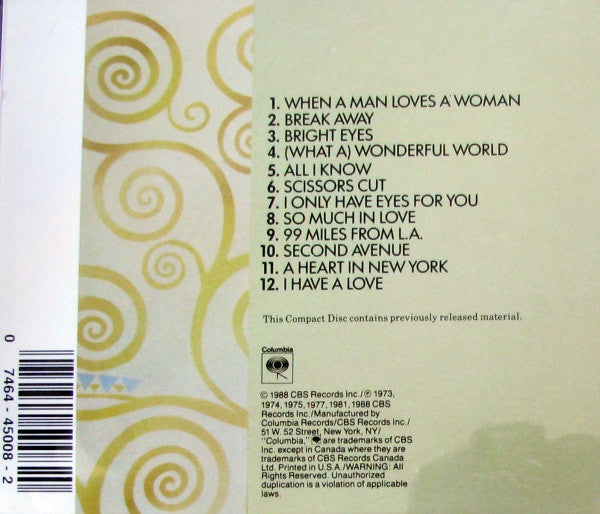 1. WHEN A MAN LOVES A WOMAN
2. BREAK AWAY
3. BRIGHT EYES
4. (WHAT A) WONDERFUL WORLD
5. ALL I KNOW
6. SCISSORS CUT
7. I ONLY HAVE EYES FOR YOU
8. SO MUCH IN LOVE
9. 99 MILES FROM L.A.
10. SECOND AVENUE
11. A HEART IN NEW YORK
12. I HAVE A LOVE
This Compact Disc contains previously released material.
Columbia
© 1988 CBS Records Inc./℗ 1973,
1974, 1975, 1977, 1981, 1988 CBS
Records Inc./Manufactured by
Columbia Records/CBS Records Inc./
51 W. 52 Street, New York, NY/
"Columbia," are trademarks of CBS
Inc. except in Canada where they are
trademarks of CBS Records Canada
Ltd. Printed in U.S.A./WARNING: All
Rights Reserved. Unauthorized
duplication is a violation of applicable
laws.
0 7464-45008-2